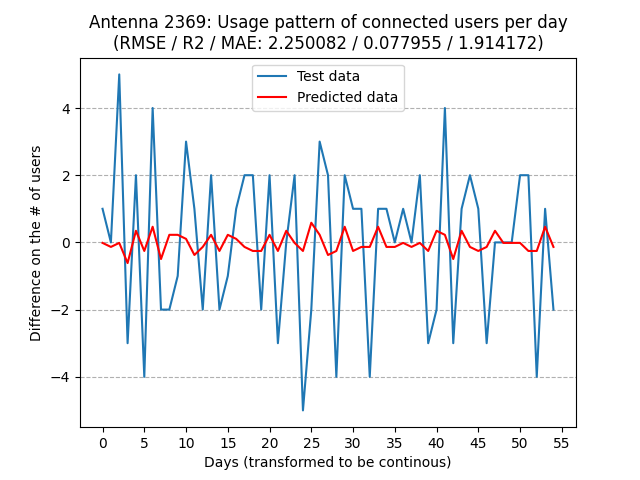 Antenna 2369: Usage pattern of connected users per day
(RMSE / R2 / MAE: 2.250082 / 0.077955 / 1.914172)
Test data
Predicted data
Difference on the # of users
4
2
0
−2
−4
0 5 10 15 20 25 30 35 40 45 50 55
Days (transformed to be continous)